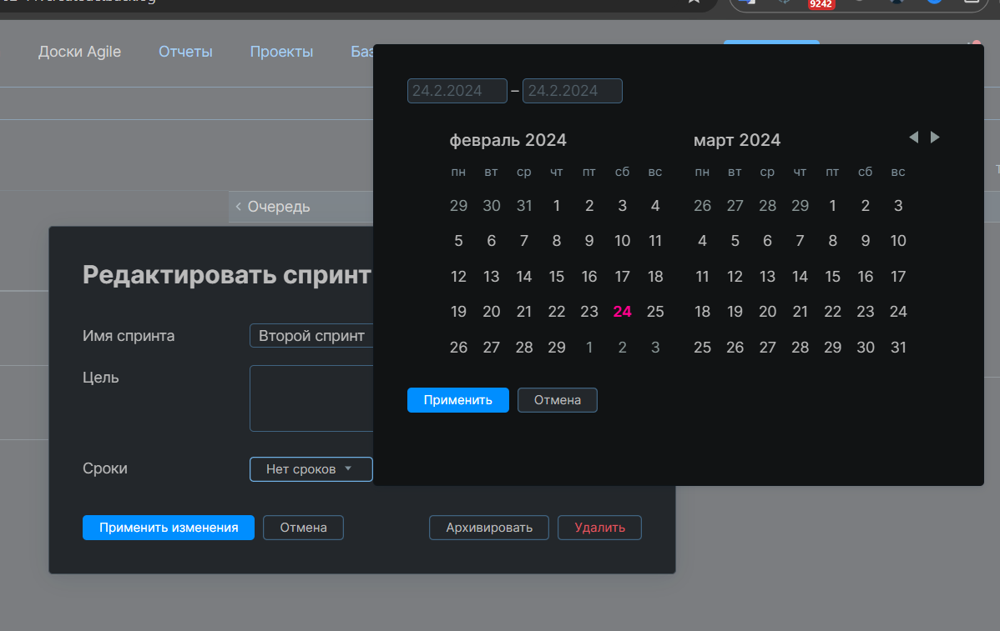 9242
Доски Agile Отчеты Проекты Баз
24.2.2024 – 24.2.2024
февраль 2024
пн вт ср чт пт сб вс
29 30 31 1 2 3 4
5 6 7 8 9 10 11
12 13 14 15 16 17 18
19 20 21 22 23 24 25
26 27 28 29 1 2 3
март 2024
пн вт ср чт пт сб вс
26 27 28 29 1 2 3
4 5 6 7 8 9 10
11 12 13 14 15 16 17
18 19 20 21 22 23 24
25 26 27 28 29 30 31
Применить Отмена
Очередь
Редактировать спринт
Имя спринта Второй спринт
Цель
Сроки Нет сроков
Применить изменения Отмена Архивировать Удалить